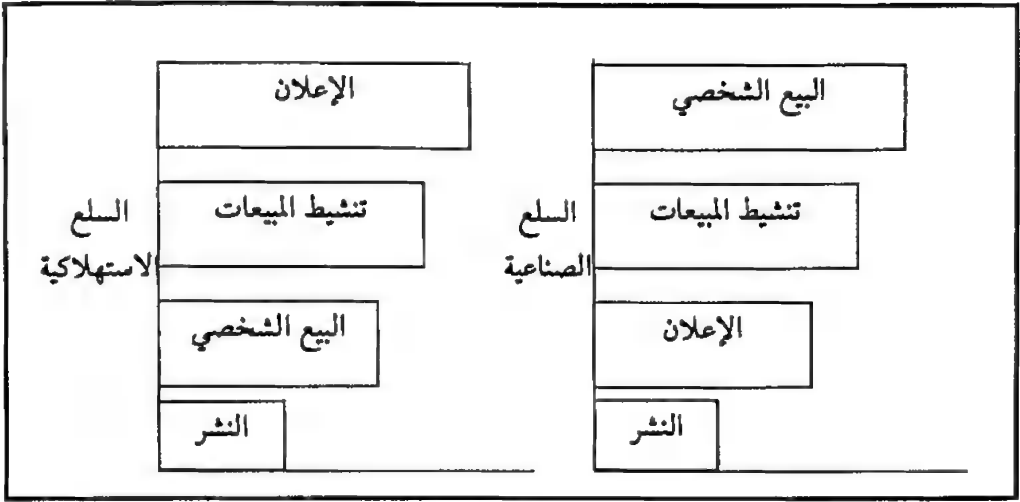 البيع الشخصي
تنشيط المبيعات
السلع
الصناعية
الإعلان
النشر
الإعلان
تنشيط المبيعات
السلع
الاستهلاكية
البيع الشخصي
النشر